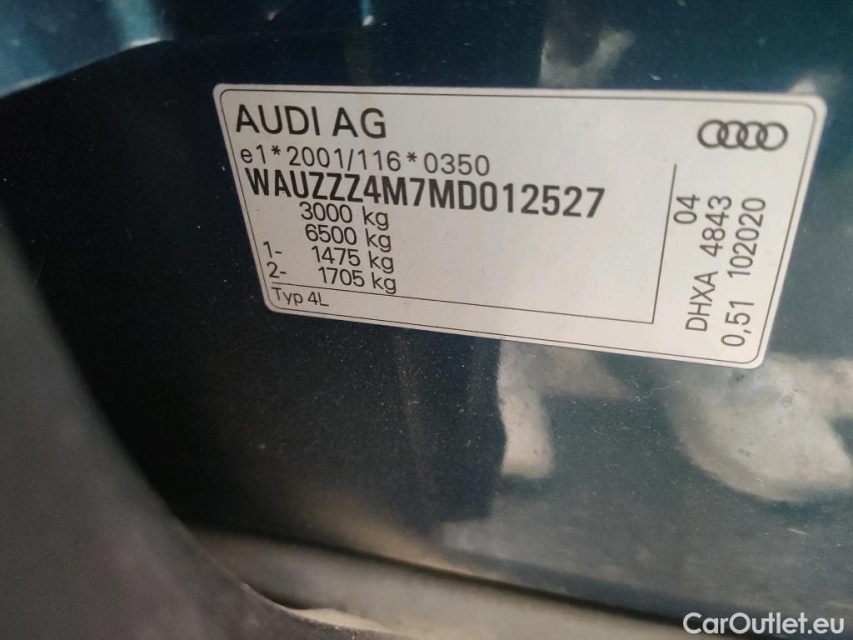 AUDI AG
e1*2001/116*0350
WAUZZZ4M7MD012527
3000 kg
6500 kg
1- 1475 kg
2- 1705 kg
Typ 4L
04
DHXA 4843
0,51 102020
CarOutlet.eu